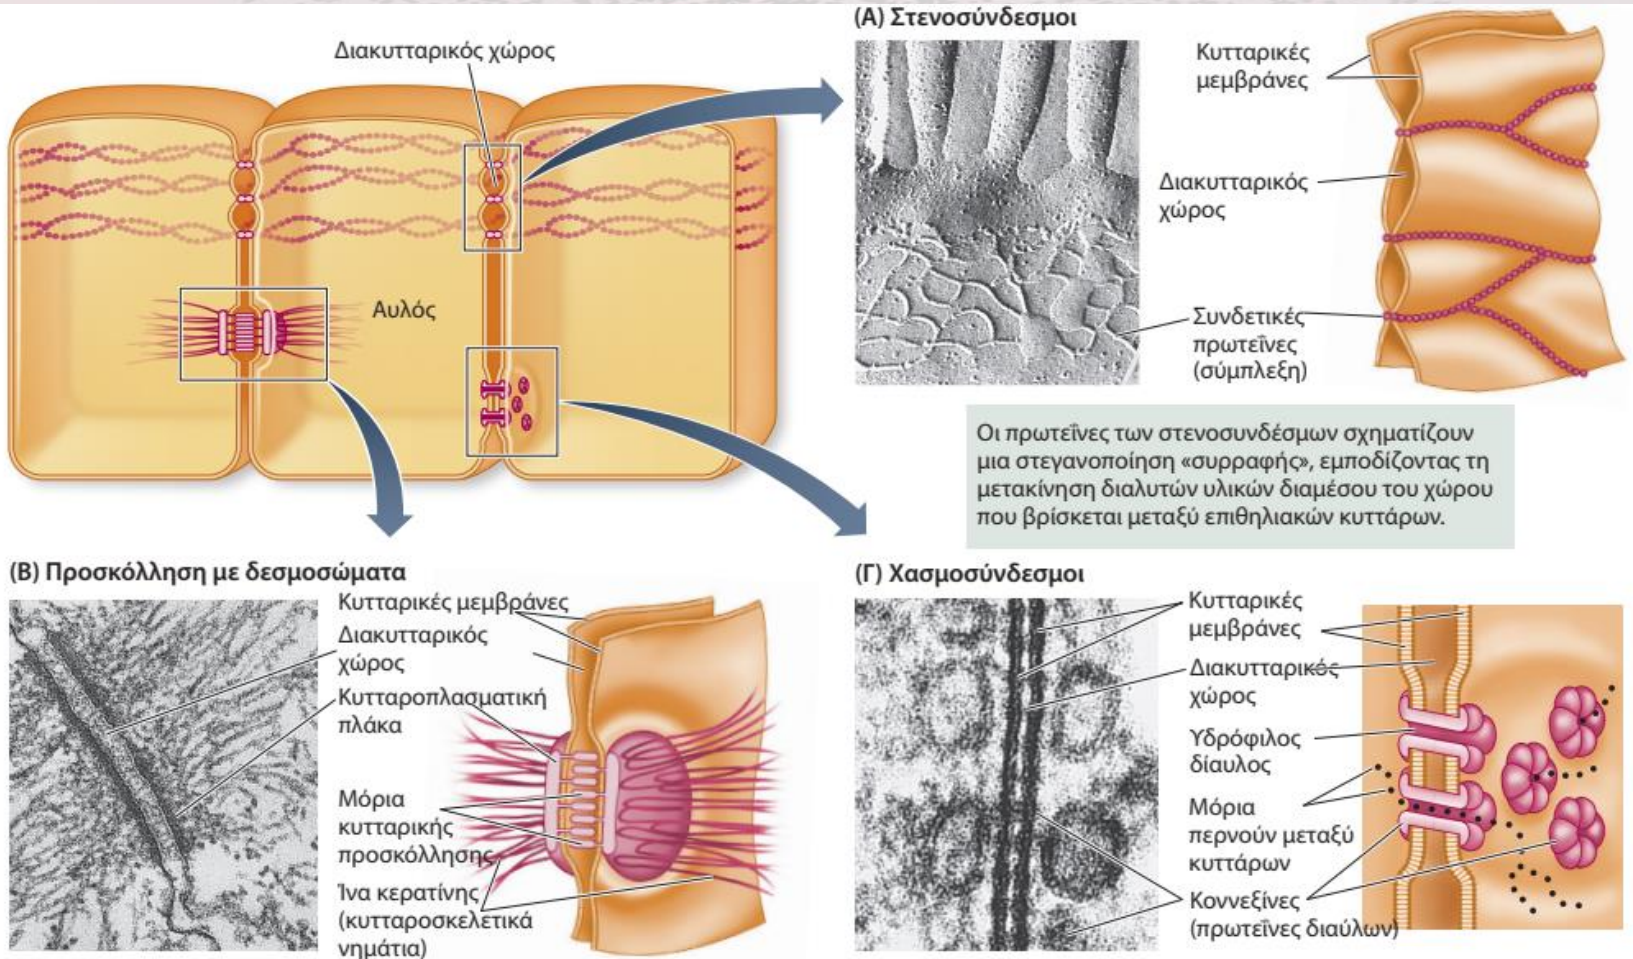 Διακυτταρικός χώρος
Αυλός
(Α) Στενοσύνδεσμοι
Κυτταρικές
μεμβράνες
Διακυτταρικός
χώρος
Συνδετικές
πρωτεΐνες
(σύμπλεξη)
Οι πρωτεΐνες των στενοσυνδέσμων σχηματίζουν
μια στεγανοποίηση «συρραφής», εμποδίζοντας τη
μετακίνηση διαλυτών υλικών διαμέσου του χώρου
που βρίσκεται μεταξύ επιθηλιακών κυττάρων.
(Β) Προσκόλληση με δεσμοσώματα
Κυτταρικές μεμβράνες
Διακυτταρικός
χώρος
Κυτταροπλασματική
πλάκα
Μόρια
κυτταρικής
προσκόλλησης
Ίνα κερατίνης
(κυτταροσκελετικά
νημάτια)
(Γ) Χασμοσύνδεσμοι
Κυτταρικές
μεμβράνες
Διακυτταρικός
χώρος
Υδρόφιλος
δίαυλος
Μόρια
περνούν μεταξύ
κυττάρων
Κοννεξίνες
(πρωτεΐνες διαύλων)